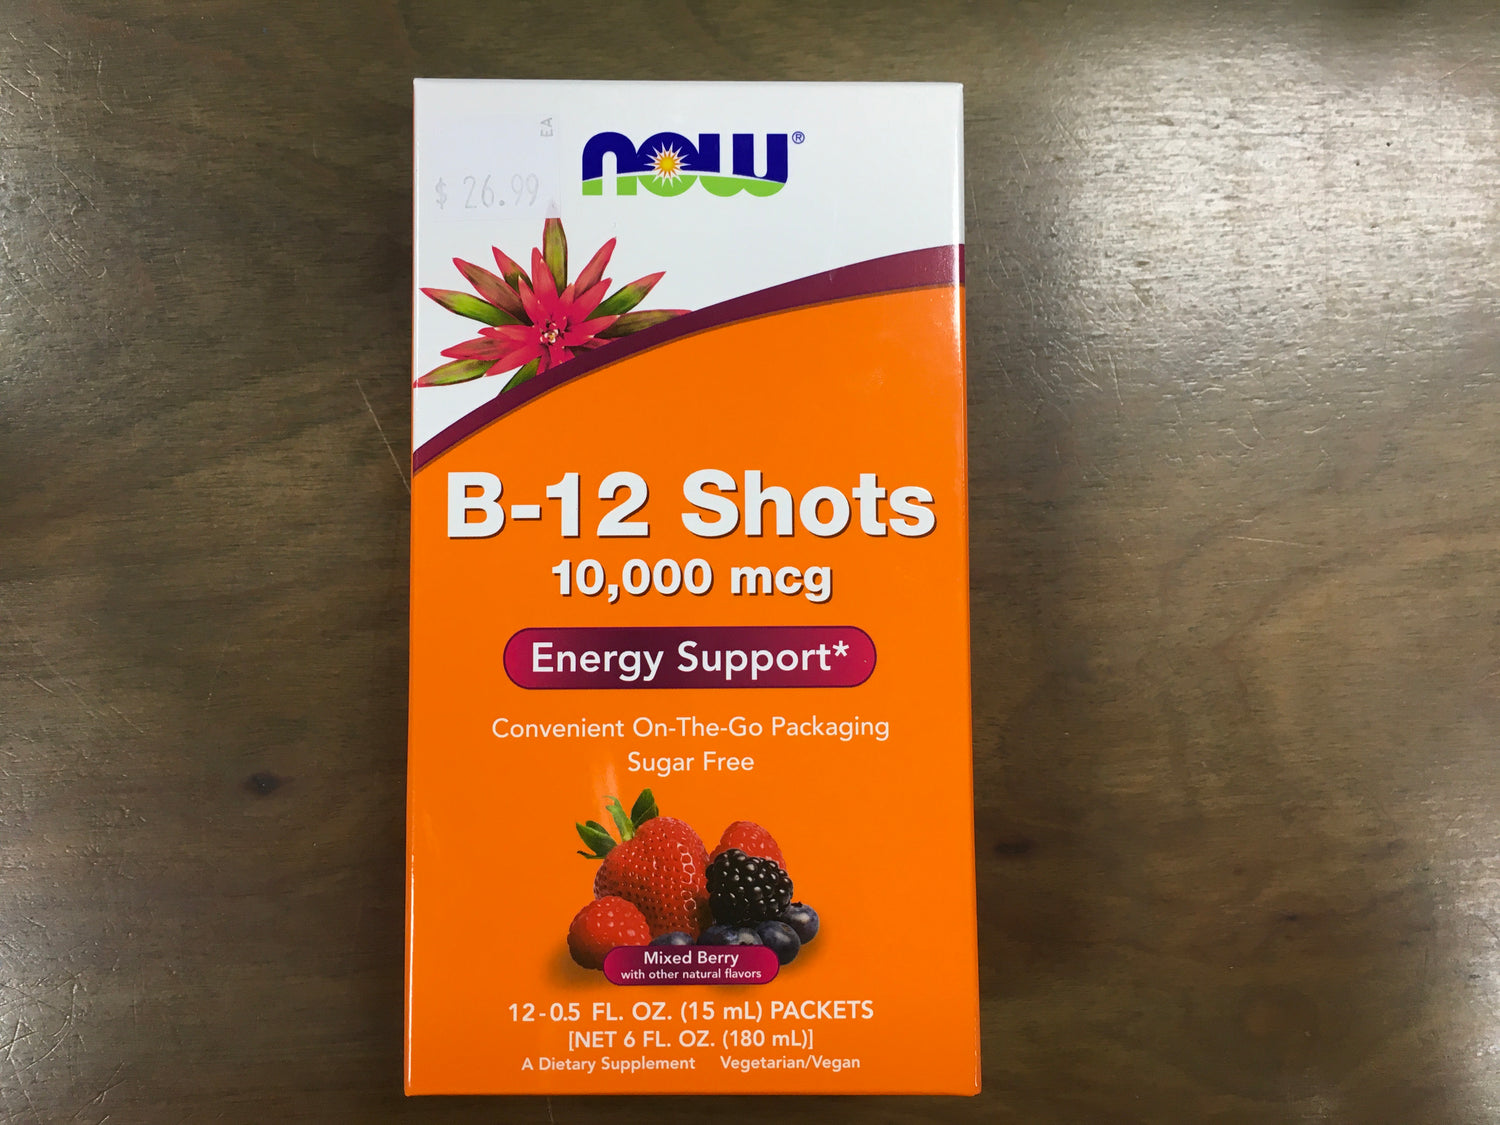 EA
$ 26.99
NOW®
B-12 Shots
10,000 mcg
Energy Support*
Convenient On-The-Go Packaging
Sugar Free
Mixed Berry
with other natural flavors
12-0.5 FL. OZ. (15 mL) PACKETS
[NET 6 FL. OZ. (180 mL)]
A Dietary Supplement Vegetarian/Vegan